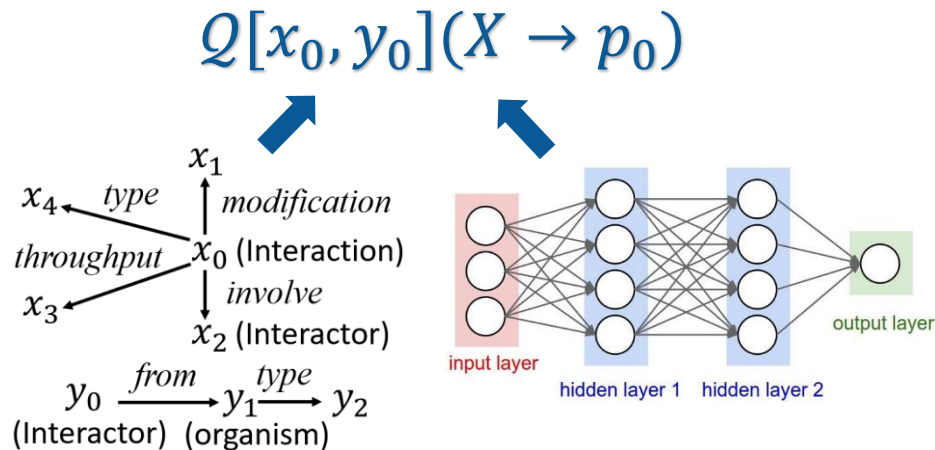 𝒬[x₀, y₀](X → p₀)
x₁
x₄ type modification
x₀ (Interaction)
throughput
involve
x₃
x₂ (Interactor)
from type
y₀ y₁ y₂
(Interactor) (organism)
input layer
hidden layer 1
hidden layer 2
output layer